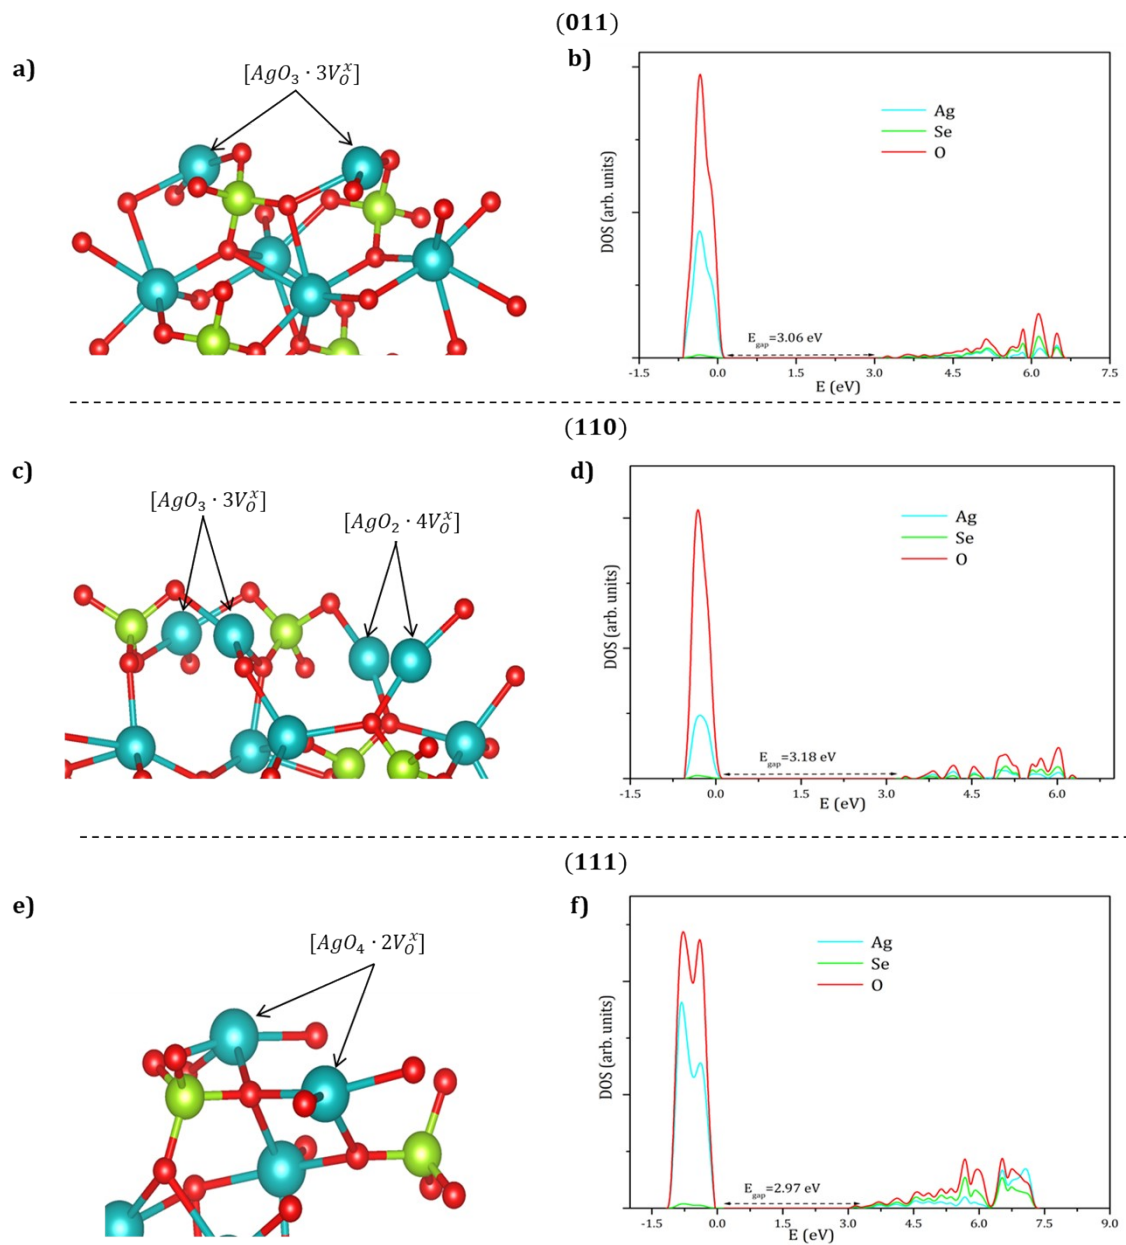 (011)
a)
[AgO₃ · 3Vₒˣ]
b)
DOS (arb. units)
Ag
Se
O
E_gap=3.06 eV
-1.5 0.0 1.5 3.0 4.5 6.0 7.5
E (eV)
(110)
c)
[AgO₃ · 3Vₒˣ]
[AgO₂ · 4Vₒˣ]
d)
DOS (arb. units)
Ag
Se
O
E_gap=3.18 eV
-1.5 0.0 1.5 3.0 4.5 6.0
E (eV)
(111)
e)
[AgO₄ · 2Vₒˣ]
f)
DOS (arb. units)
Ag
Se
O
E_gap=2.97 eV
-1.5 0.0 1.5 3.0 4.5 6.0 7.5 9.0
E (eV)